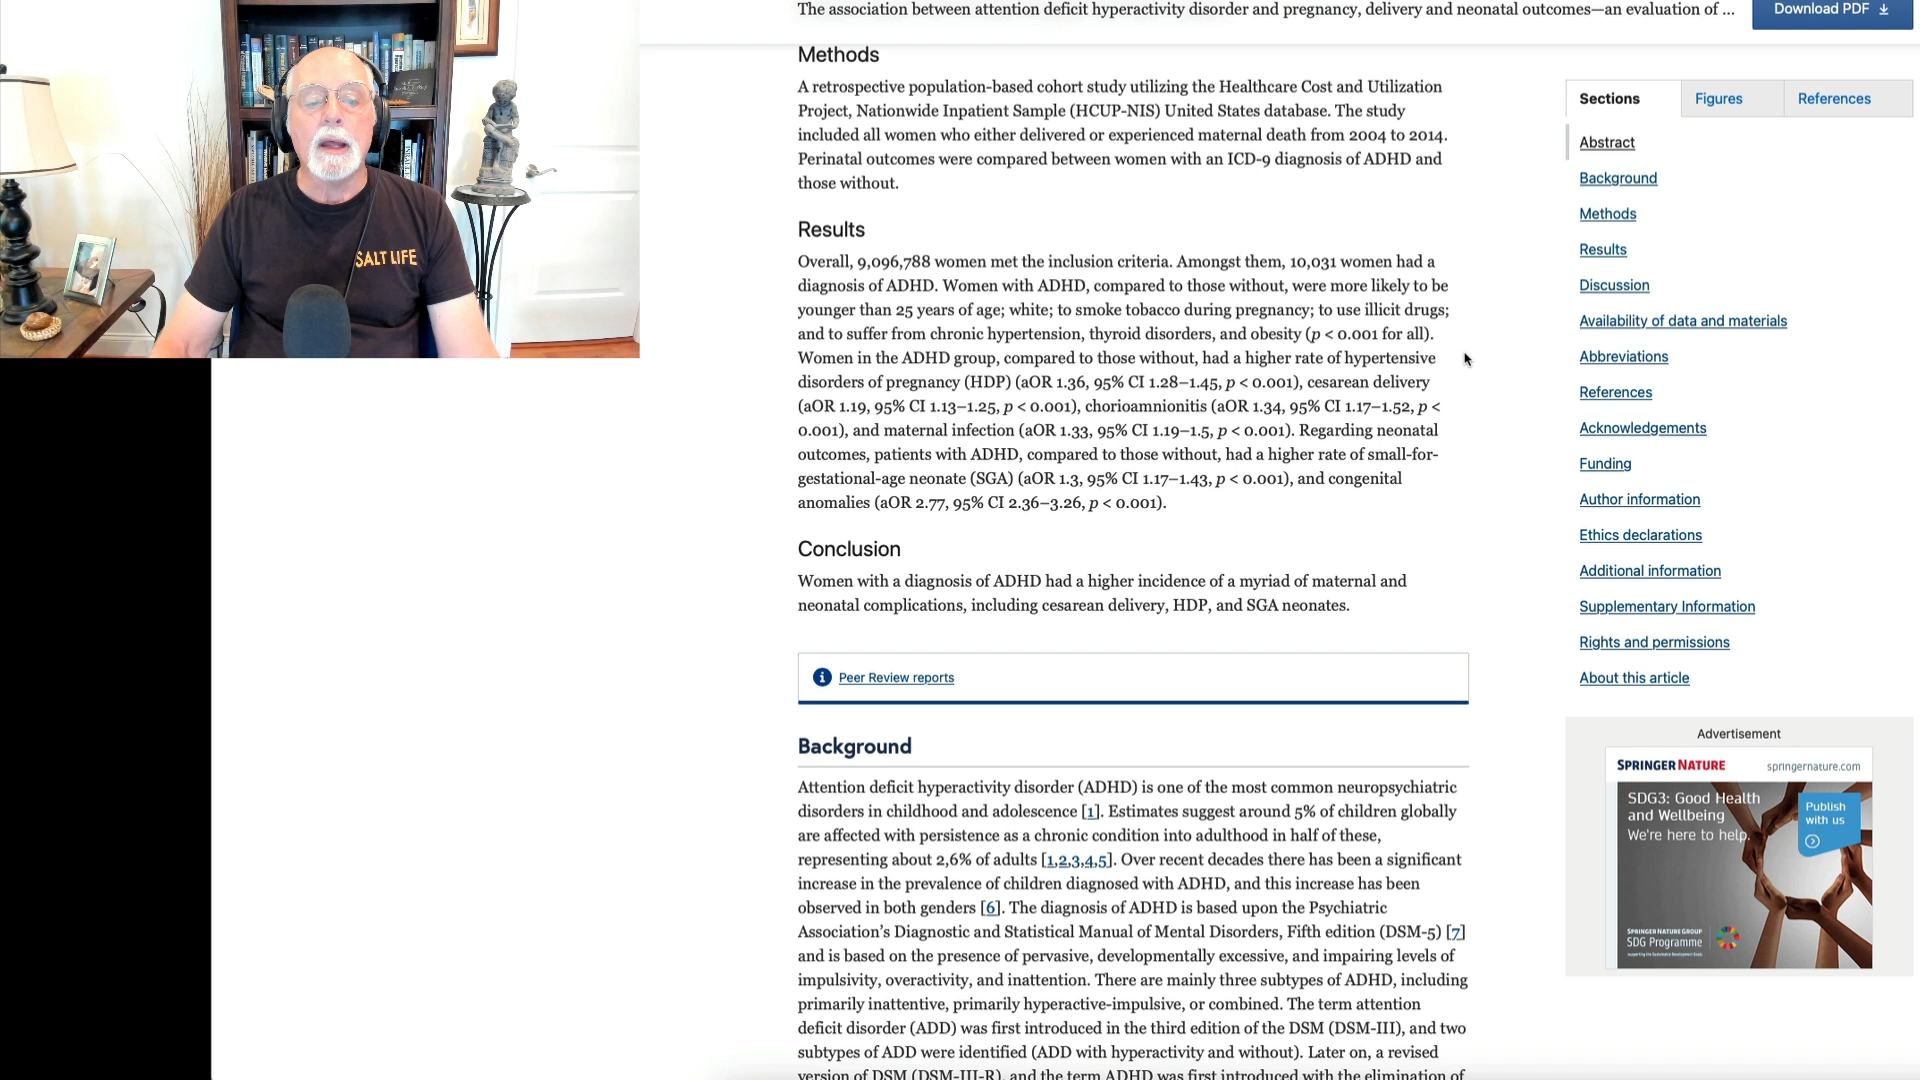 SALT LIFE
The association between attention deficit hyperactivity disorder and pregnancy, delivery and neonatal outcomes—an evaluation of ...
Download PDF
Methods
A retrospective population-based cohort study utilizing the Healthcare Cost and Utilization
Project, Nationwide Inpatient Sample (HCUP-NIS) United States database. The study
included all women who either delivered or experienced maternal death from 2004 to 2014.
Perinatal outcomes were compared between women with an ICD-9 diagnosis of ADHD and
those without.
Results
Overall, 9,096,788 women met the inclusion criteria. Amongst them, 10,031 women had a
diagnosis of ADHD. Women with ADHD, compared to those without, were more likely to be
younger than 25 years of age; white; to smoke tobacco during pregnancy; to use illicit drugs;
and to suffer from chronic hypertension, thyroid disorders, and obesity (p < 0.001 for all).
Women in the ADHD group, compared to those without, had a higher rate of hypertensive
disorders of pregnancy (HDP) (aOR 1.36, 95% CI 1.28–1.45, p < 0.001), cesarean delivery
(aOR 1.19, 95% CI 1.13–1.25, p < 0.001), chorioamnionitis (aOR 1.34, 95% CI 1.17–1.52, p <
0.001), and maternal infection (aOR 1.33, 95% CI 1.19–1.5, p < 0.001). Regarding neonatal
outcomes, patients with ADHD, compared to those without, had a higher rate of small-for-
gestational-age neonate (SGA) (aOR 1.3, 95% CI 1.17–1.43, p < 0.001), and congenital
anomalies (aOR 2.77, 95% CI 2.36–3.26, p < 0.001).
Conclusion
Women with a diagnosis of ADHD had a higher incidence of a myriad of maternal and
neonatal complications, including cesarean delivery, HDP, and SGA neonates.
Peer Review reports
Background
Attention deficit hyperactivity disorder (ADHD) is one of the most common neuropsychiatric
disorders in childhood and adolescence [1]. Estimates suggest around 5% of children globally
are affected with persistence as a chronic condition into adulthood in half of these,
representing about 2,6% of adults [1,2,3,4,5]. Over recent decades there has been a significant
increase in the prevalence of children diagnosed with ADHD, and this increase has been
observed in both genders [6]. The diagnosis of ADHD is based upon the Psychiatric
Association’s Diagnostic and Statistical Manual of Mental Disorders, Fifth edition (DSM-5) [7]
and is based on the presence of pervasive, developmentally excessive, and impairing levels of
impulsivity, overactivity, and inattention. There are mainly three subtypes of ADHD, including
primarily inattentive, primarily hyperactive-impulsive, or combined. The term attention
deficit disorder (ADD) was first introduced in the third edition of the DSM (DSM-III), and two
subtypes of ADD were identified (ADD with hyperactivity and without). Later on, a revised
version of DSM (DSM-III-R), and the term ADHD was first introduced with the elimination of
Sections Figures References
Abstract
Background
Methods
Results
Discussion
Availability of data and materials
Abbreviations
References
Acknowledgements
Funding
Author information
Ethics declarations
Additional information
Supplementary Information
Rights and permissions
About this article
Advertisement
SPRINGER NATURE springernature.com
SDG3: Good Health
and Wellbeing
We're here to help.
Publish
with us
SPRINGER NATURE GROUP
SDG Programme